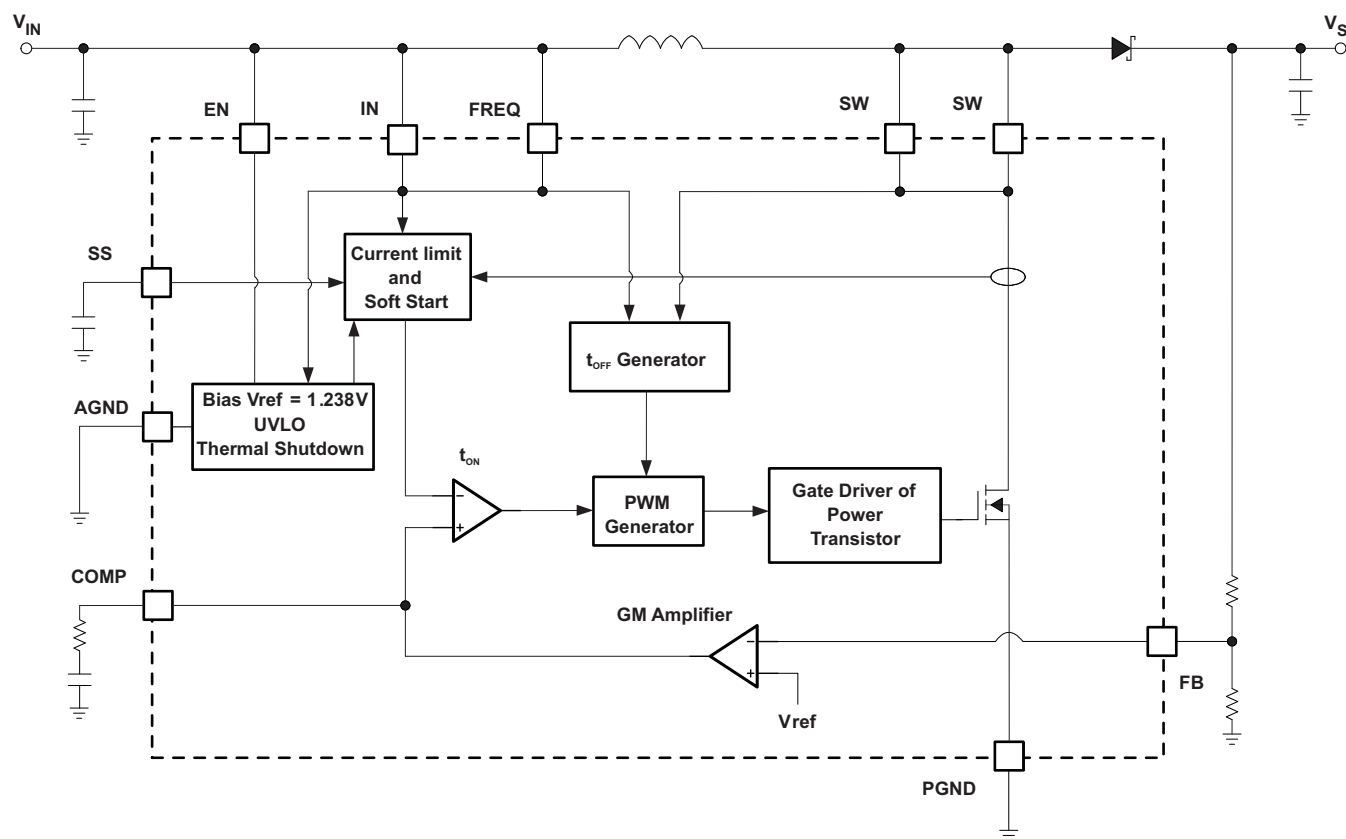 V_IN
V_S
EN
IN
FREQ
SW
SW
SS
Current limit
and
Soft Start
t_OFF Generator
AGND
Bias Vref = 1.238V
UVLO
Thermal Shutdown
t_ON
−
+
PWM
Generator
Gate Driver of
Power
Transistor
COMP
GM Amplifier
−
+
Vref
FB
PGND